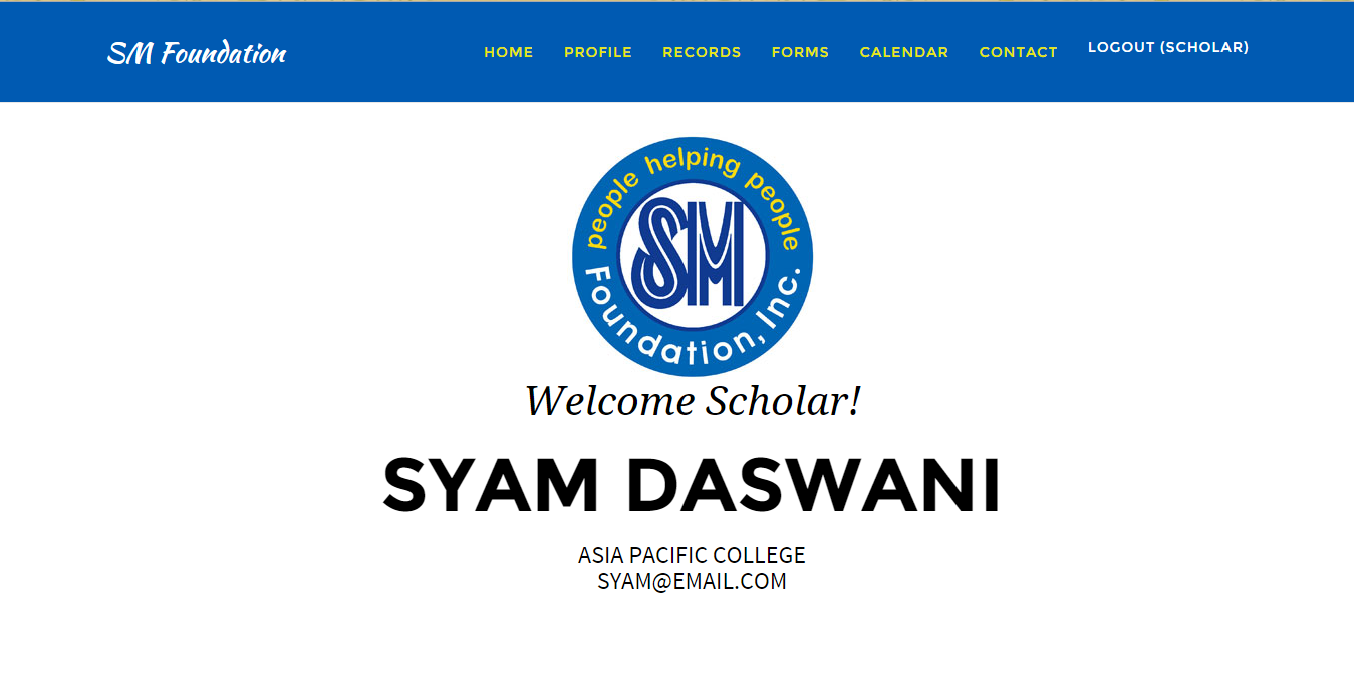 SM Foundation
HOME PROFILE RECORDS FORMS CALENDAR CONTACT LOGOUT (SCHOLAR)
people helping people
SM
Foundation, Inc.
Welcome Scholar!
SYAM DASWANI
ASIA PACIFIC COLLEGE
SYAM@EMAIL.COM